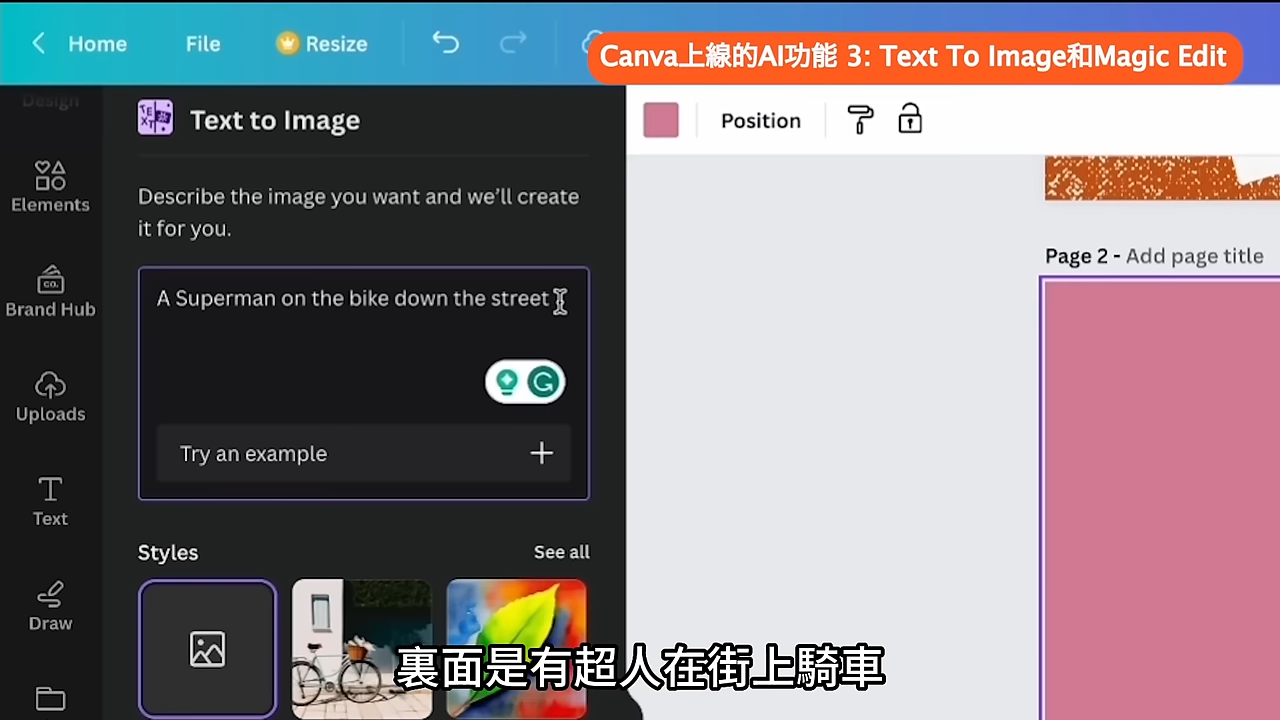 Home File Resize
Canva上線的AI功能 3: Text To Image和Magic Edit
Design
Text to Image
Position
Elements
Describe the image you want and we’ll create
it for you.
Page 2 - Add page title
A Superman on the bike down the street
Brand Hub
Uploads
Try an example
Text
Styles
See all
Draw
裏面是有超人在街上騎車